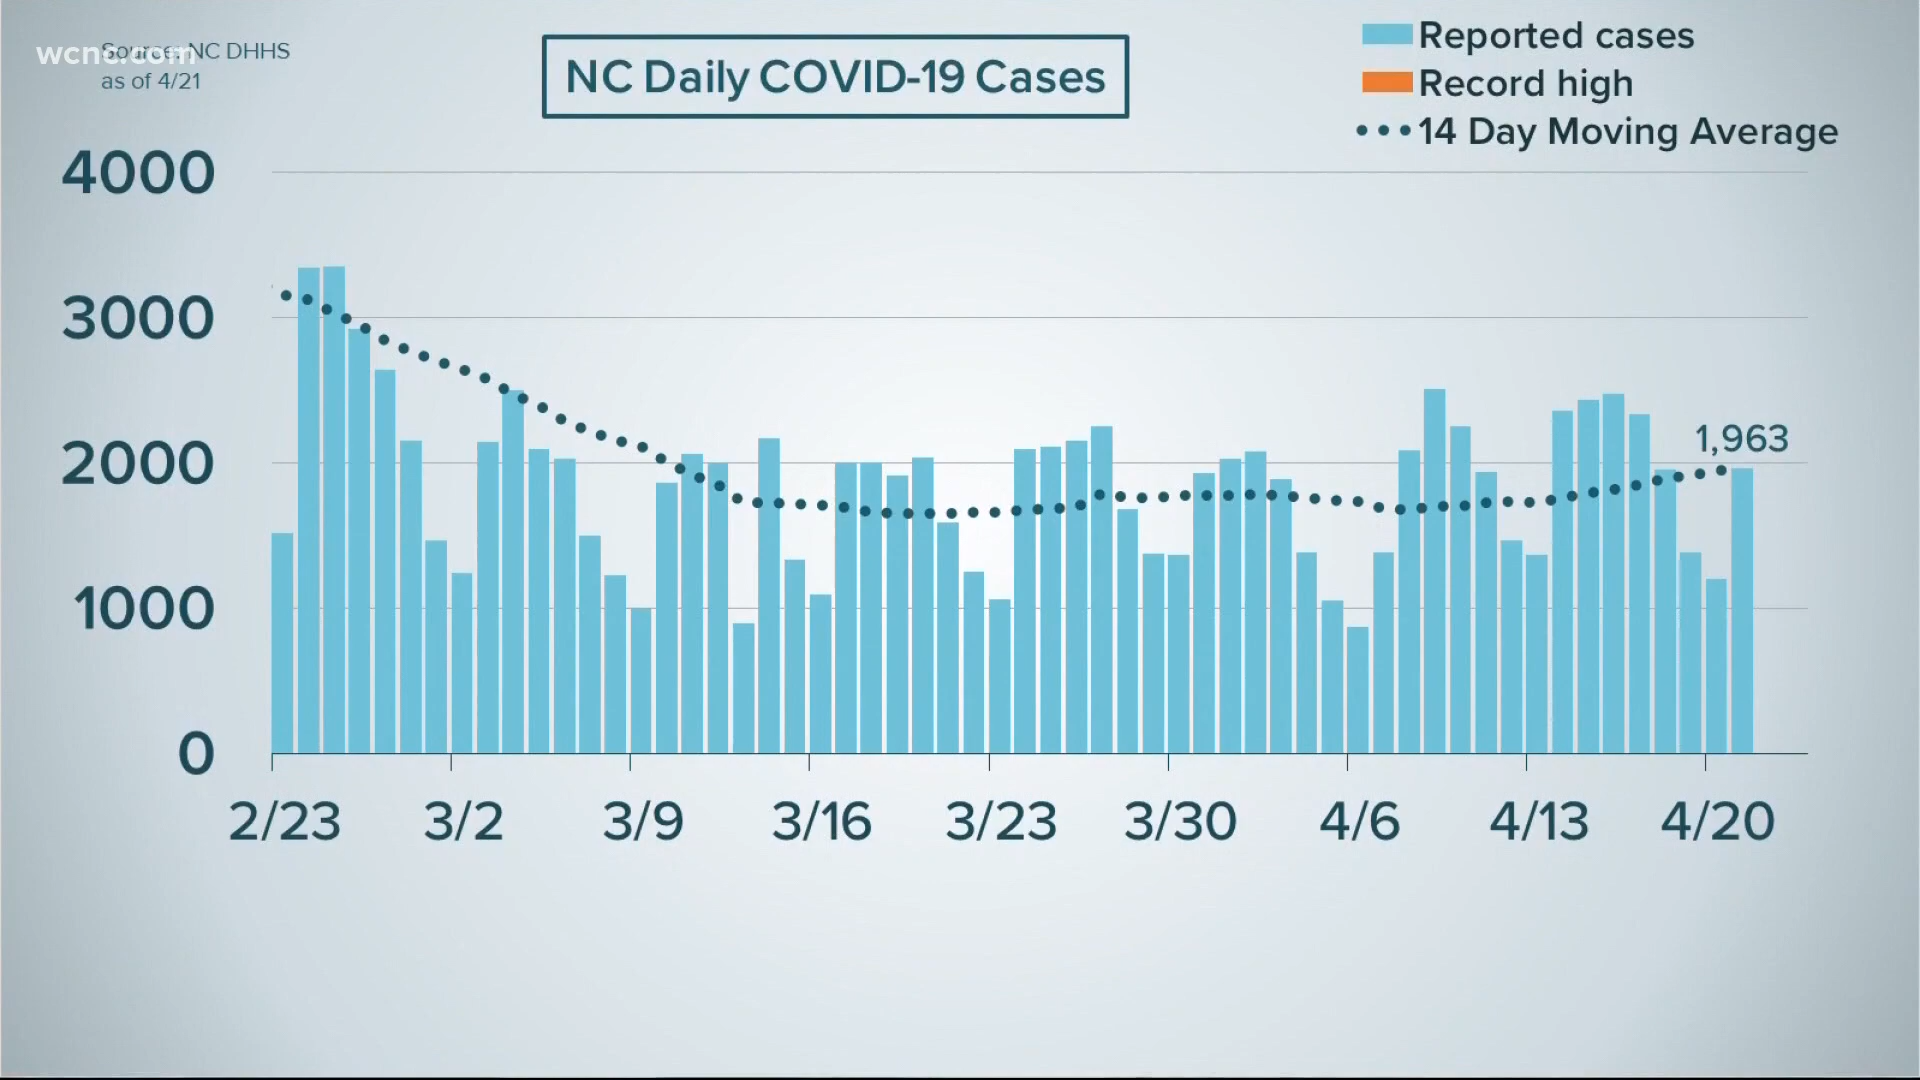 wcnc.com
Source: NC DHHS
as of 4/21
NC Daily COVID-19 Cases
Reported cases
Record high
14 Day Moving Average
4000
3000
2000
1000
0
1,963
2/23 3/2 3/9 3/16 3/23 3/30 4/6 4/13 4/20